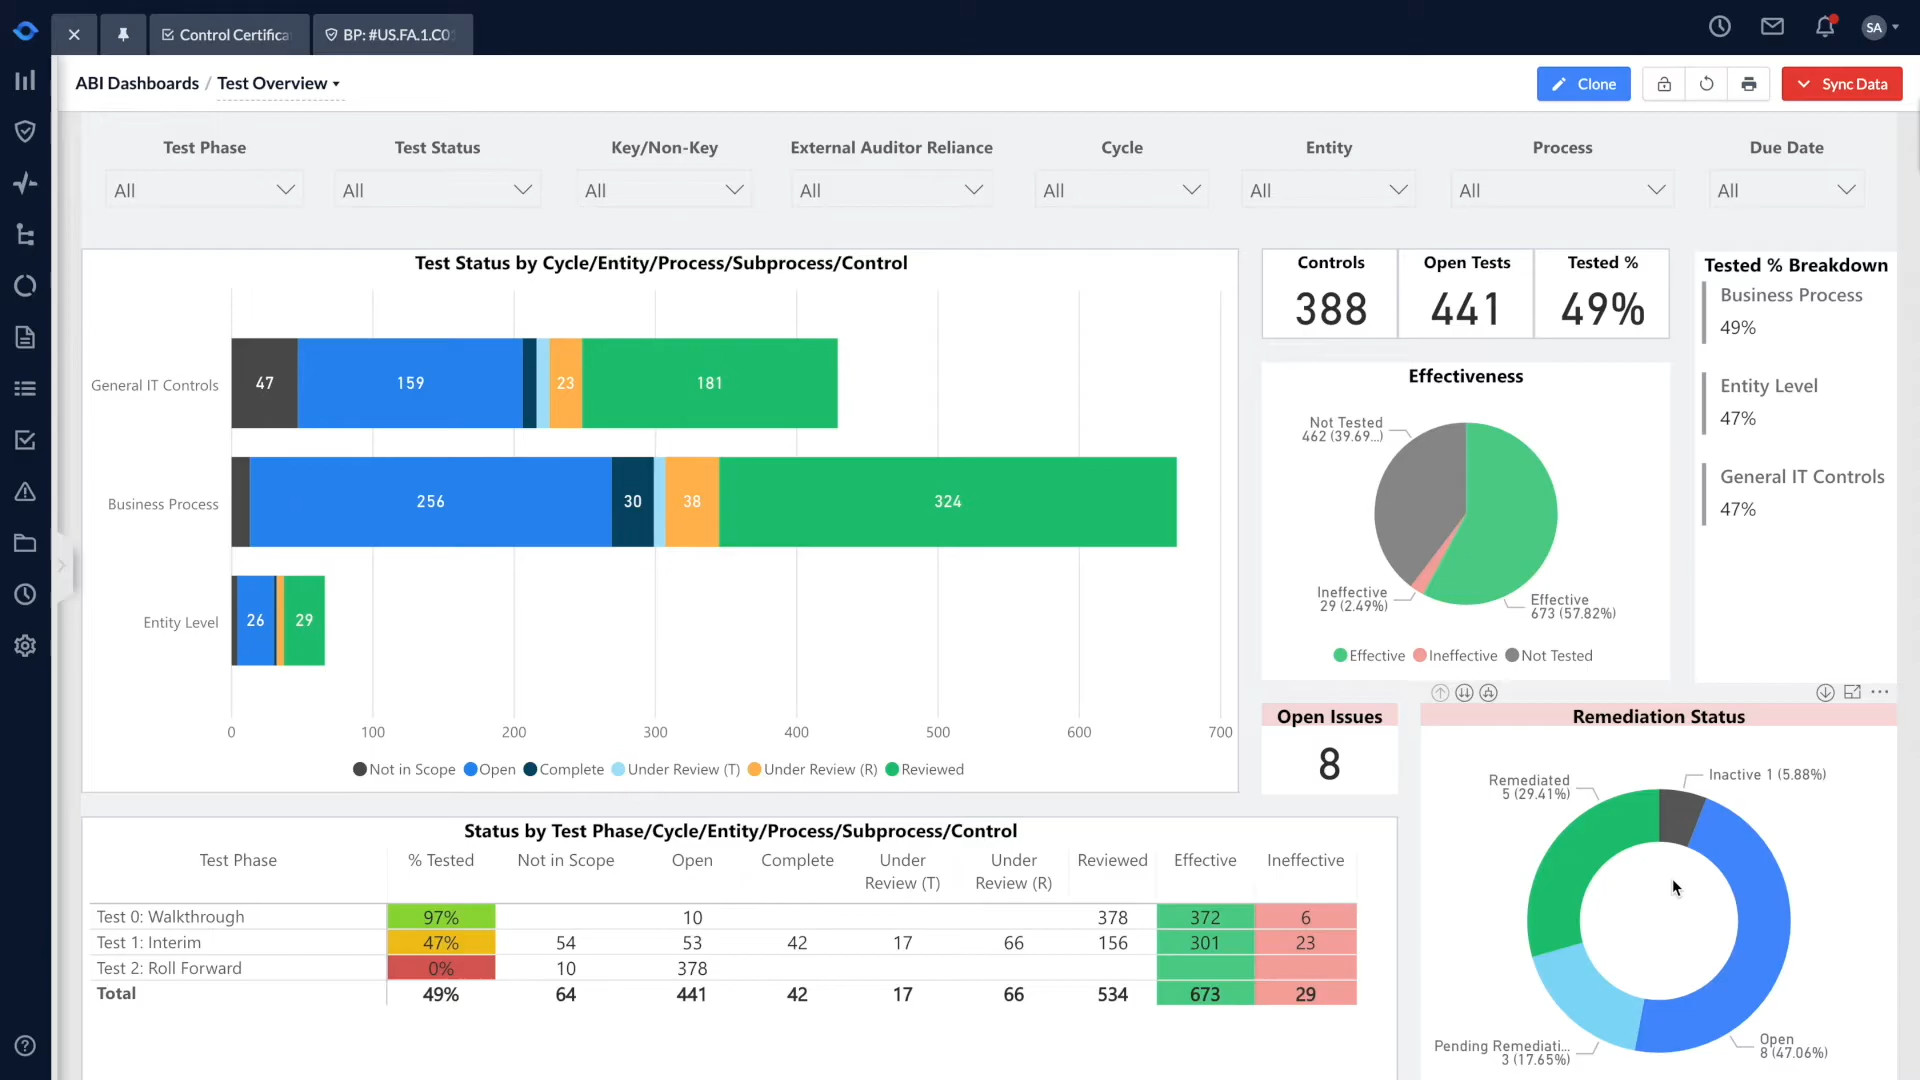 Control Certifica
BP: #US.FA.1.C0
SA
ABI Dashboards / Test Overview
Clone
Sync Data
Test Phase
Test Status
Key/Non-Key
External Auditor Reliance
Cycle
Entity
Process
Due Date
All
All
All
All
All
All
All
All
Test Status by Cycle/Entity/Process/Subprocess/Control
General IT Controls
47
159
23
181
Business Process
256
30
38
324
Entity Level
26
29
0
100
200
300
400
500
600
700
Not in Scope
Open
Complete
Under Review (T)
Under Review (R)
Reviewed
Controls
388
Open Tests
441
Tested %
49%
Tested % Breakdown
Business Process
49%
Entity Level
47%
General IT Controls
47%
Effectiveness
Not Tested
462 (39.69...)
Ineffective
29 (2.49%)
Effective
673 (57.82%)
Effective
Ineffective
Not Tested
Open Issues
8
Remediation Status
Inactive 1 (5.88%)
Remediated
5 (29.41%)
Pending Remediati...
3 (17.65%)
Open
8 (47.06%)
Status by Test Phase/Cycle/Entity/Process/Subprocess/Control
Test Phase
% Tested
Not in Scope
Open
Complete
Under
Review (T)
Under
Review (R)
Reviewed
Effective
Ineffective
Test 0: Walkthrough 97% 10 378 372 6
Test 1: Interim 47% 54 53 42 17 66 156 301 23
Test 2: Roll Forward 0% 10 378
Total 49% 64 441 42 17 66 534 673 29